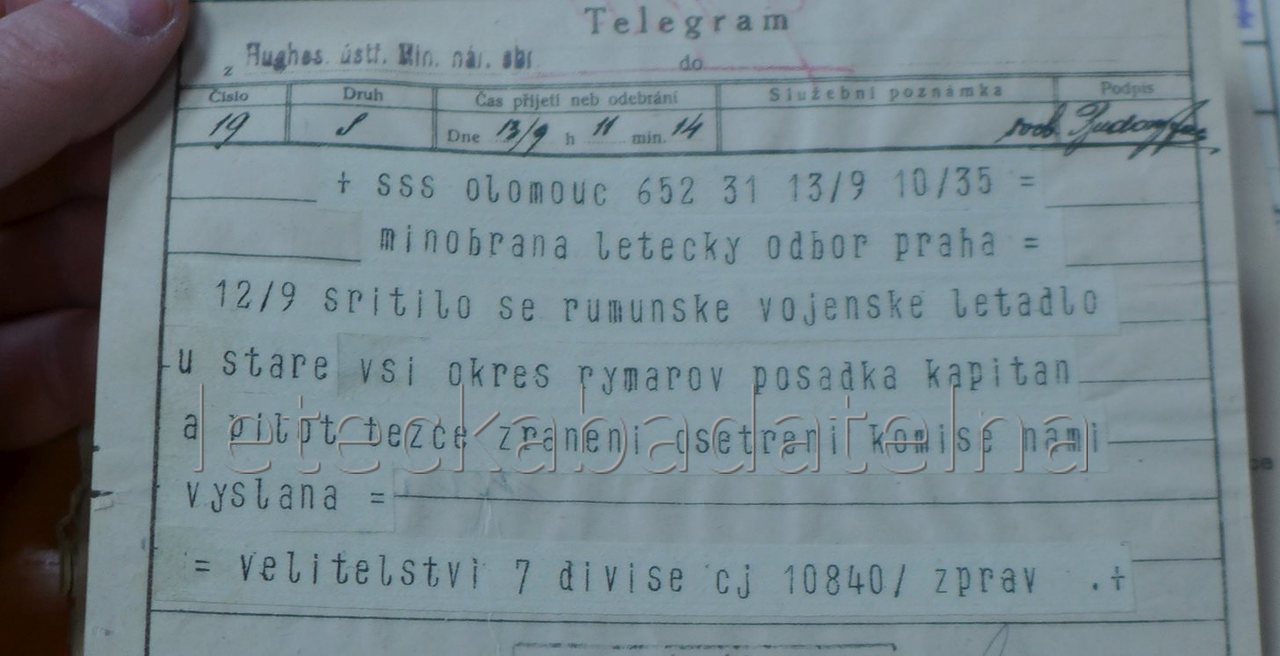 Telegram
z Hughes. ústř. Min. nár. obr. do
Číslo Druh Čas přijetí neb odebrání Služební poznámka Podpis
19 S Dne 13/9 h 11 min. 14
+ sss olomouc 652 31 13/9 10/35 =
minobrana letecky odbor praha =
12/9 sritilo se rumunske vojenske letadlo
u stare vsi okres rymarov posadka kapitan
a pilot tezce zraneni osetreni komise nami
leteckabadatelna
vyslana =
= velitelstvi 7 divise cj 10840/ zprav .+